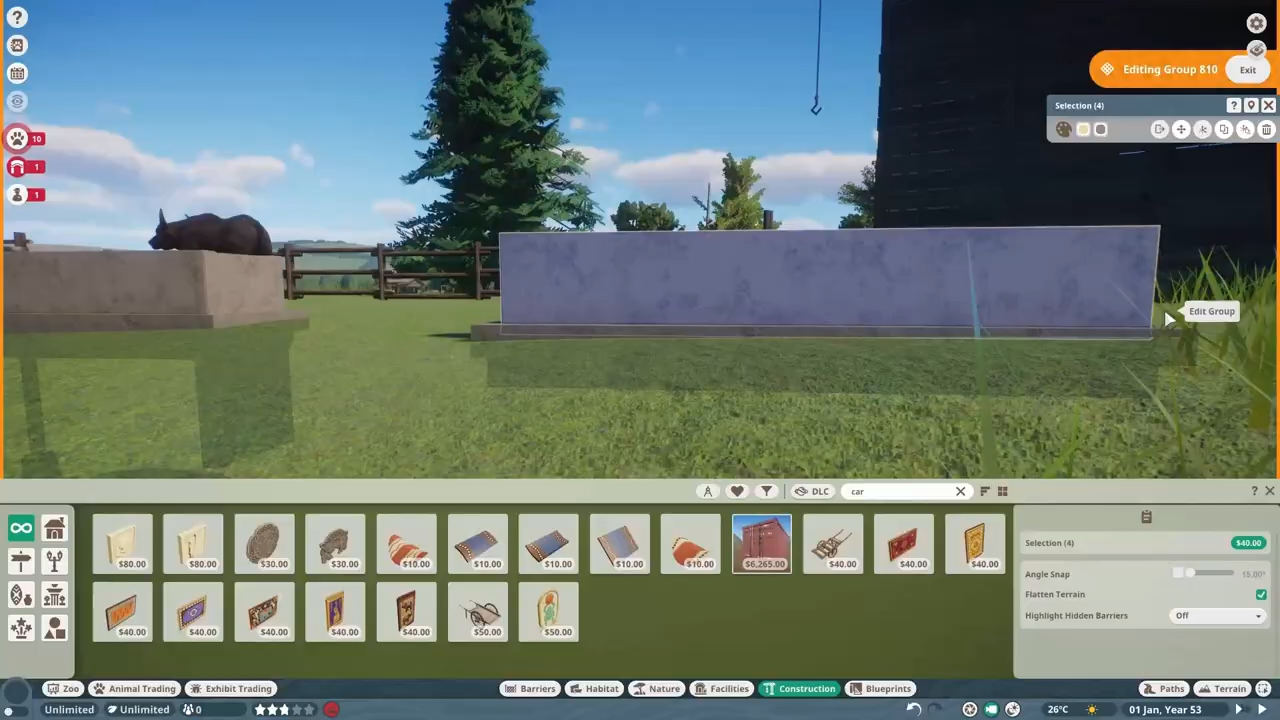 ?
Editing Group 810
Exit
Selection (4)
?
10
1
1
Edit Group
DLC
car
?
$80.00
$80.00
$30.00
$30.00
$10.00
$10.00
$10.00
$10.00
$10.00
$6,265.00
$40.00
$40.00
$40.00
Selection (4)
$40.00
Angle Snap
15.00°
Flatten Terrain
Highlight Hidden Barriers
Off
$40.00
$40.00
$40.00
$40.00
$40.00
$50.00
$50.00
Zoo
Animal Trading
Exhibit Trading
Barriers
Habitat
Nature
Facilities
Construction
Blueprints
Paths
Terrain
Unlimited
Unlimited
0
26°C
01 Jan, Year 53